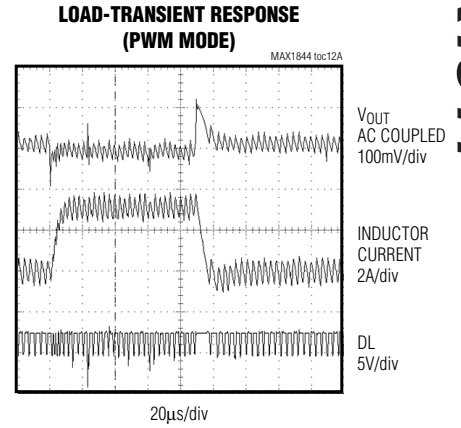 LOAD-TRANSIENT RESPONSE
(PWM MODE)
MAX1844 toc12A
VOUT
AC COUPLED
100mV/div
INDUCTOR
CURRENT
2A/div
DL
5V/div
20μs/div